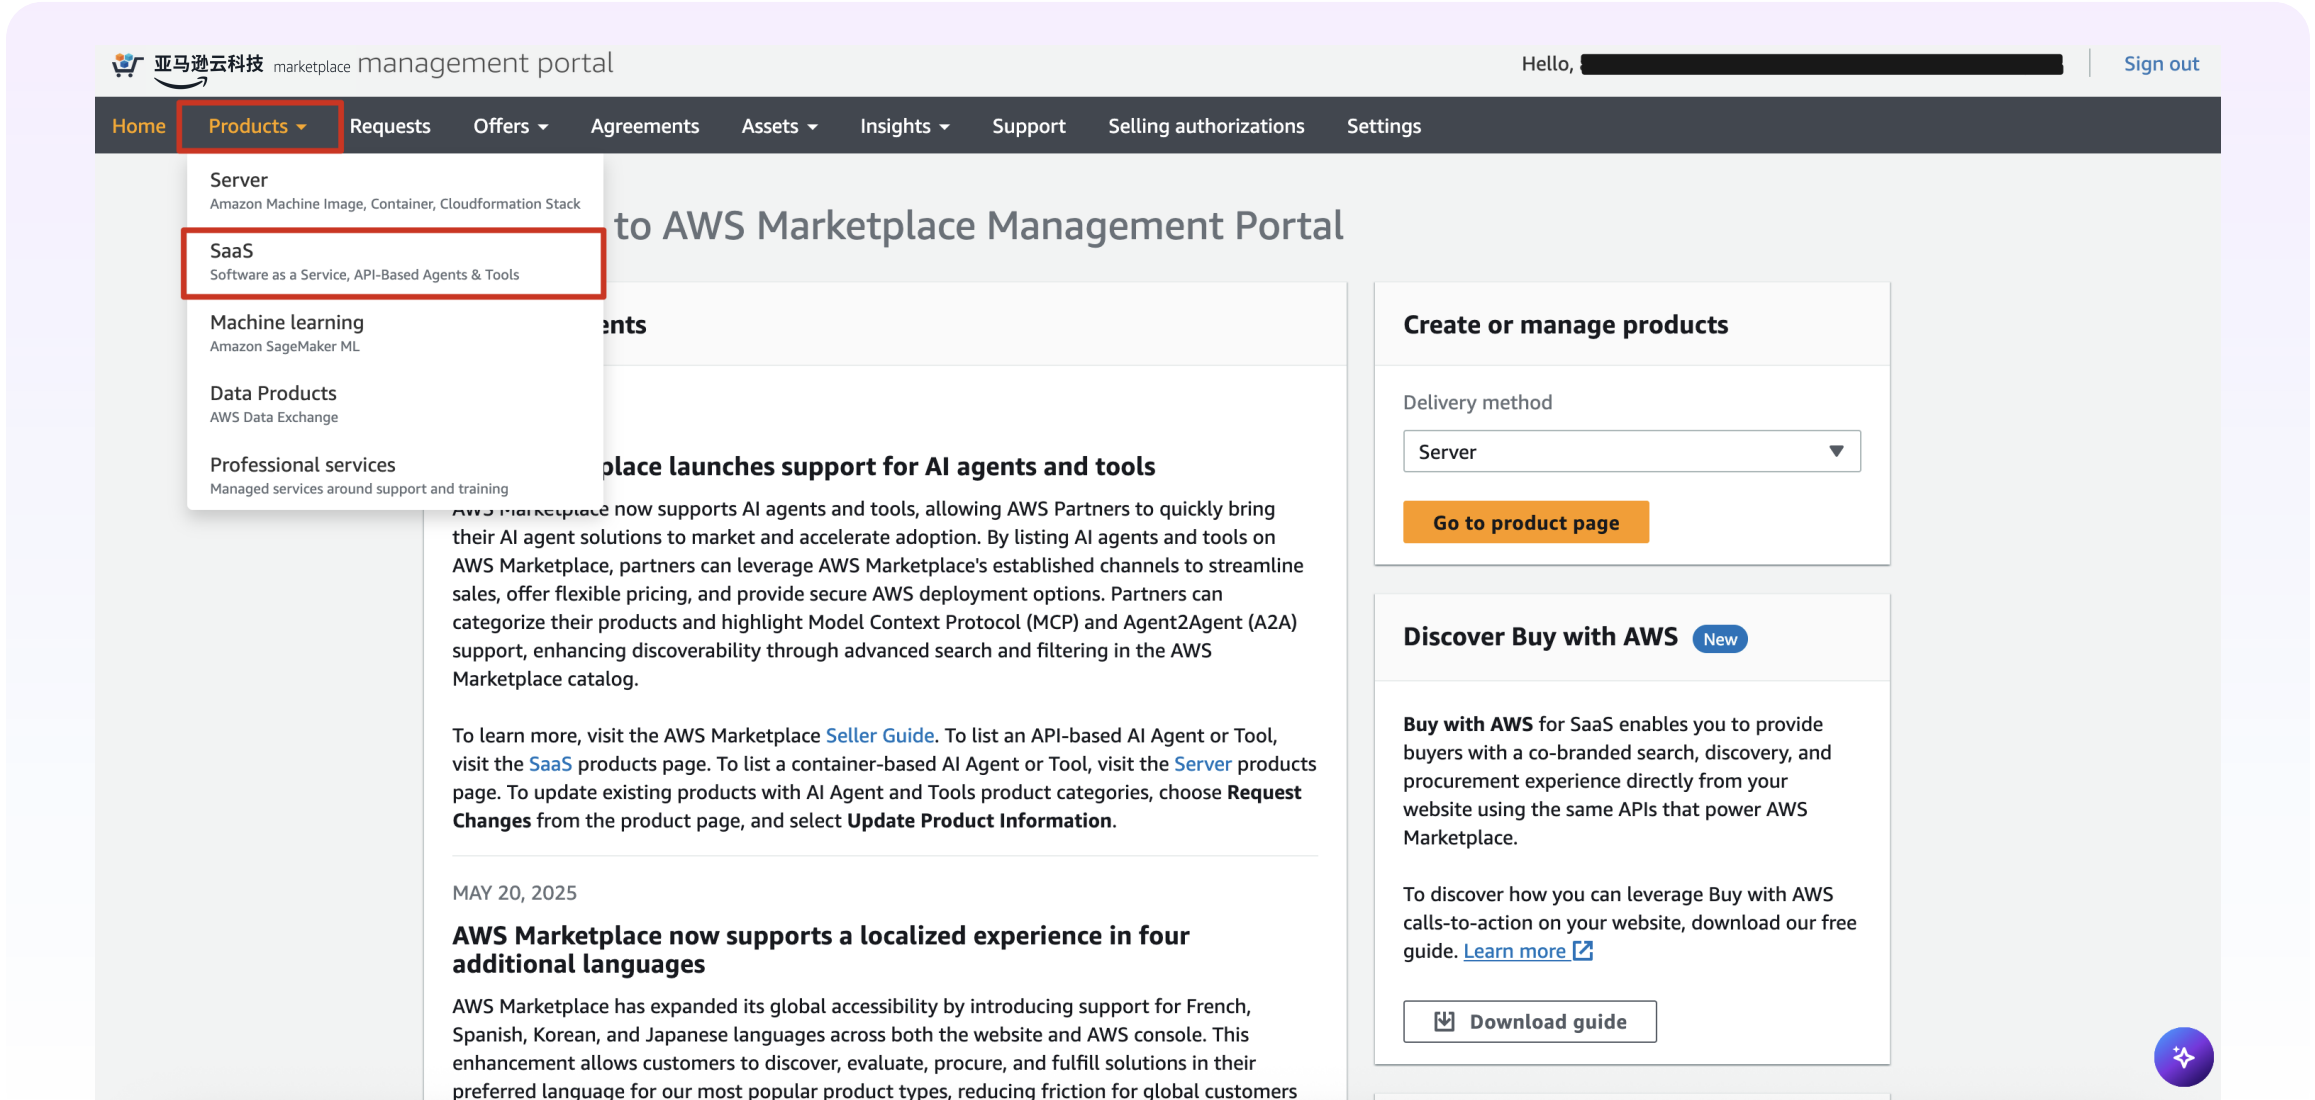 亚马逊云科技 marketplace management portal
Hello,
Sign out
Home
Products
Requests
Offers
Agreements
Assets
Insights
Support
Selling authorizations
Settings
Server
Amazon Machine Image, Container, Cloudformation Stack
SaaS
Software as a Service, API-Based Agents & Tools
Machine learning
Amazon SageMaker ML
Data Products
AWS Data Exchange
Professional services
Managed services around support and training
to AWS Marketplace Management Portal
launches support for AI agents and tools
AWS Marketplace now supports AI agents and tools, allowing AWS Partners to quickly bring
their AI agent solutions to market and accelerate adoption. By listing AI agents and tools on
AWS Marketplace, partners can leverage AWS Marketplace's established channels to streamline
sales, offer flexible pricing, and provide secure AWS deployment options. Partners can
categorize their products and highlight Model Context Protocol (MCP) and Agent2Agent (A2A)
support, enhancing discoverability through advanced search and filtering in the AWS
Marketplace catalog.
To learn more, visit the AWS Marketplace Seller Guide. To list an API-based AI Agent or Tool,
visit the SaaS products page. To list a container-based AI Agent or Tool, visit the Server products
page. To update existing products with AI Agent and Tools product categories, choose Request
Changes from the product page, and select Update Product Information.
MAY 20, 2025
AWS Marketplace now supports a localized experience in four
additional languages
AWS Marketplace has expanded its global accessibility by introducing support for French,
Spanish, Korean, and Japanese languages across both the website and AWS console. This
enhancement allows customers to discover, evaluate, procure, and fulfill solutions in their
preferred language for our most popular product types, reducing friction for global customers
Create or manage products
Delivery method
Server
Go to product page
Discover Buy with AWS New
Buy with AWS for SaaS enables you to provide
buyers with a co-branded search, discovery, and
procurement experience directly from your
website using the same APIs that power AWS
Marketplace.
To discover how you can leverage Buy with AWS
calls-to-action on your website, download our free
guide. Learn more
Download guide